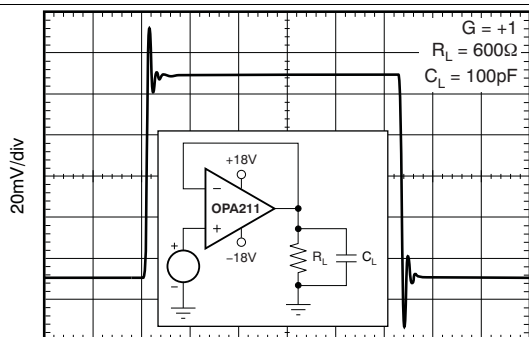 G = +1
R_L = 600Ω
C_L = 100pF
20mV/div
+18V
−
OPA211
+
+
−18V
−
R_L
C_L